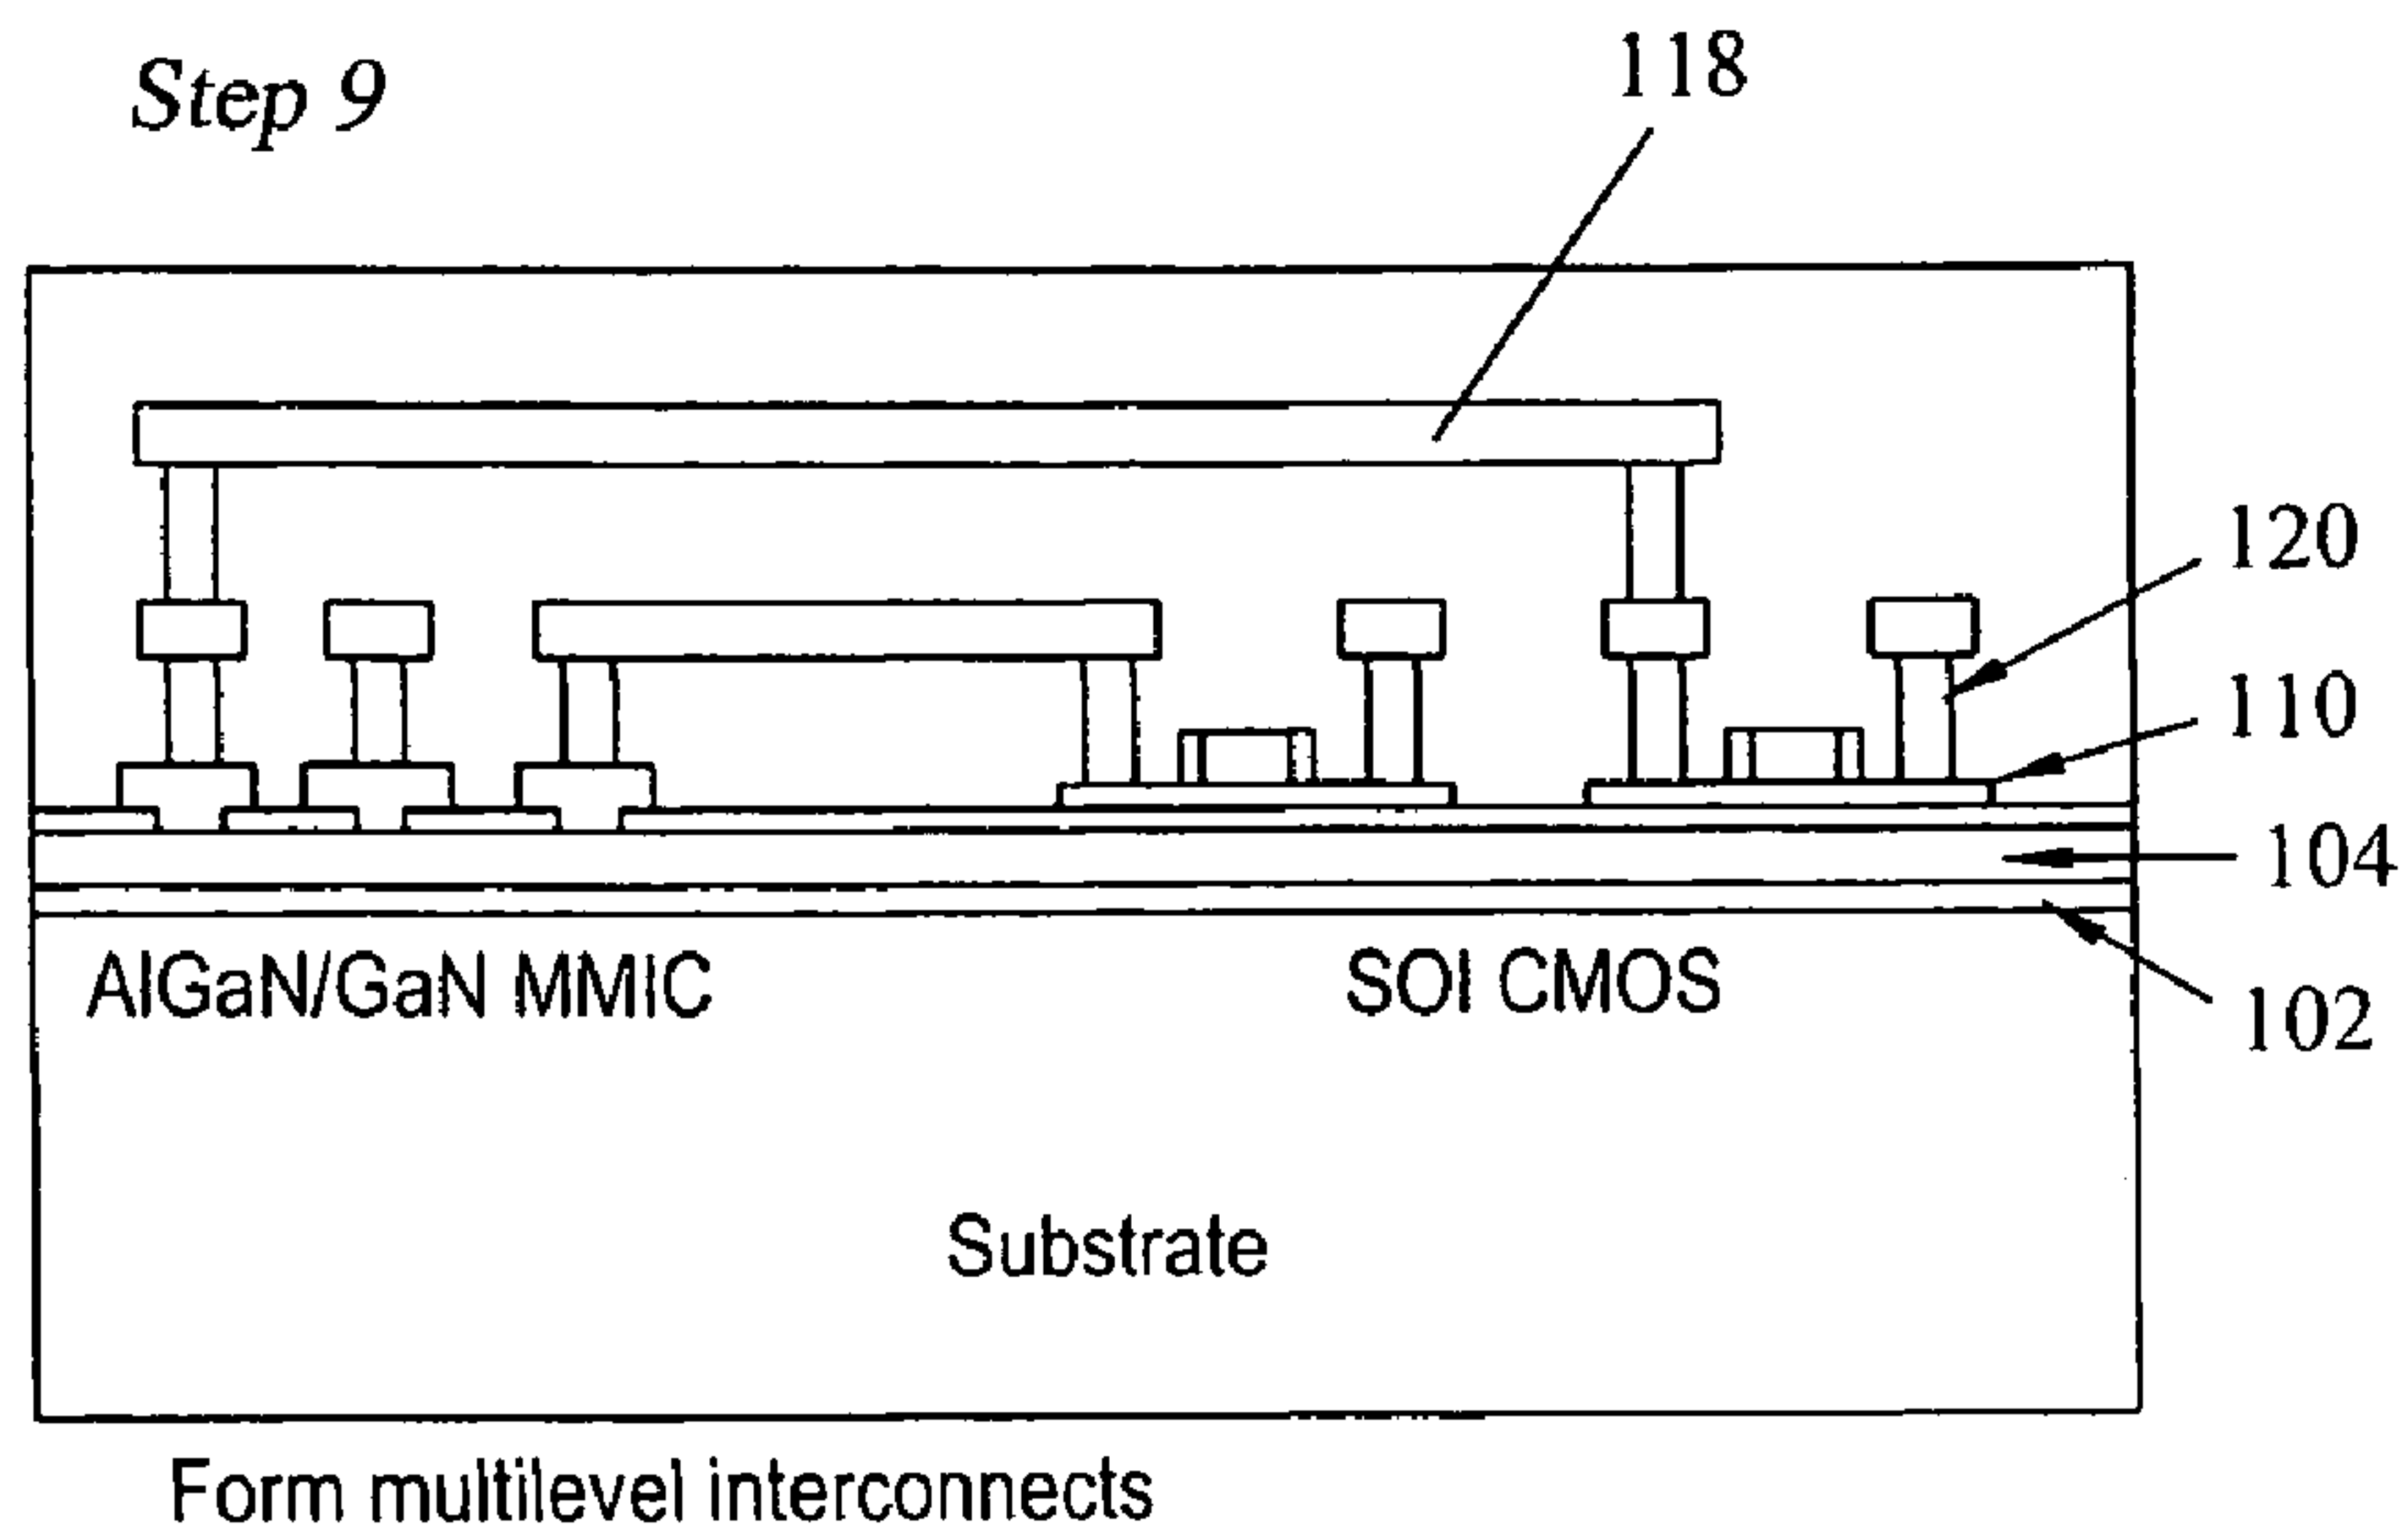 Step 9
118
120
110
104
AlGaN/GaN MMIC
SOI CMOS
102
Substrate
Form multilevel interconnects